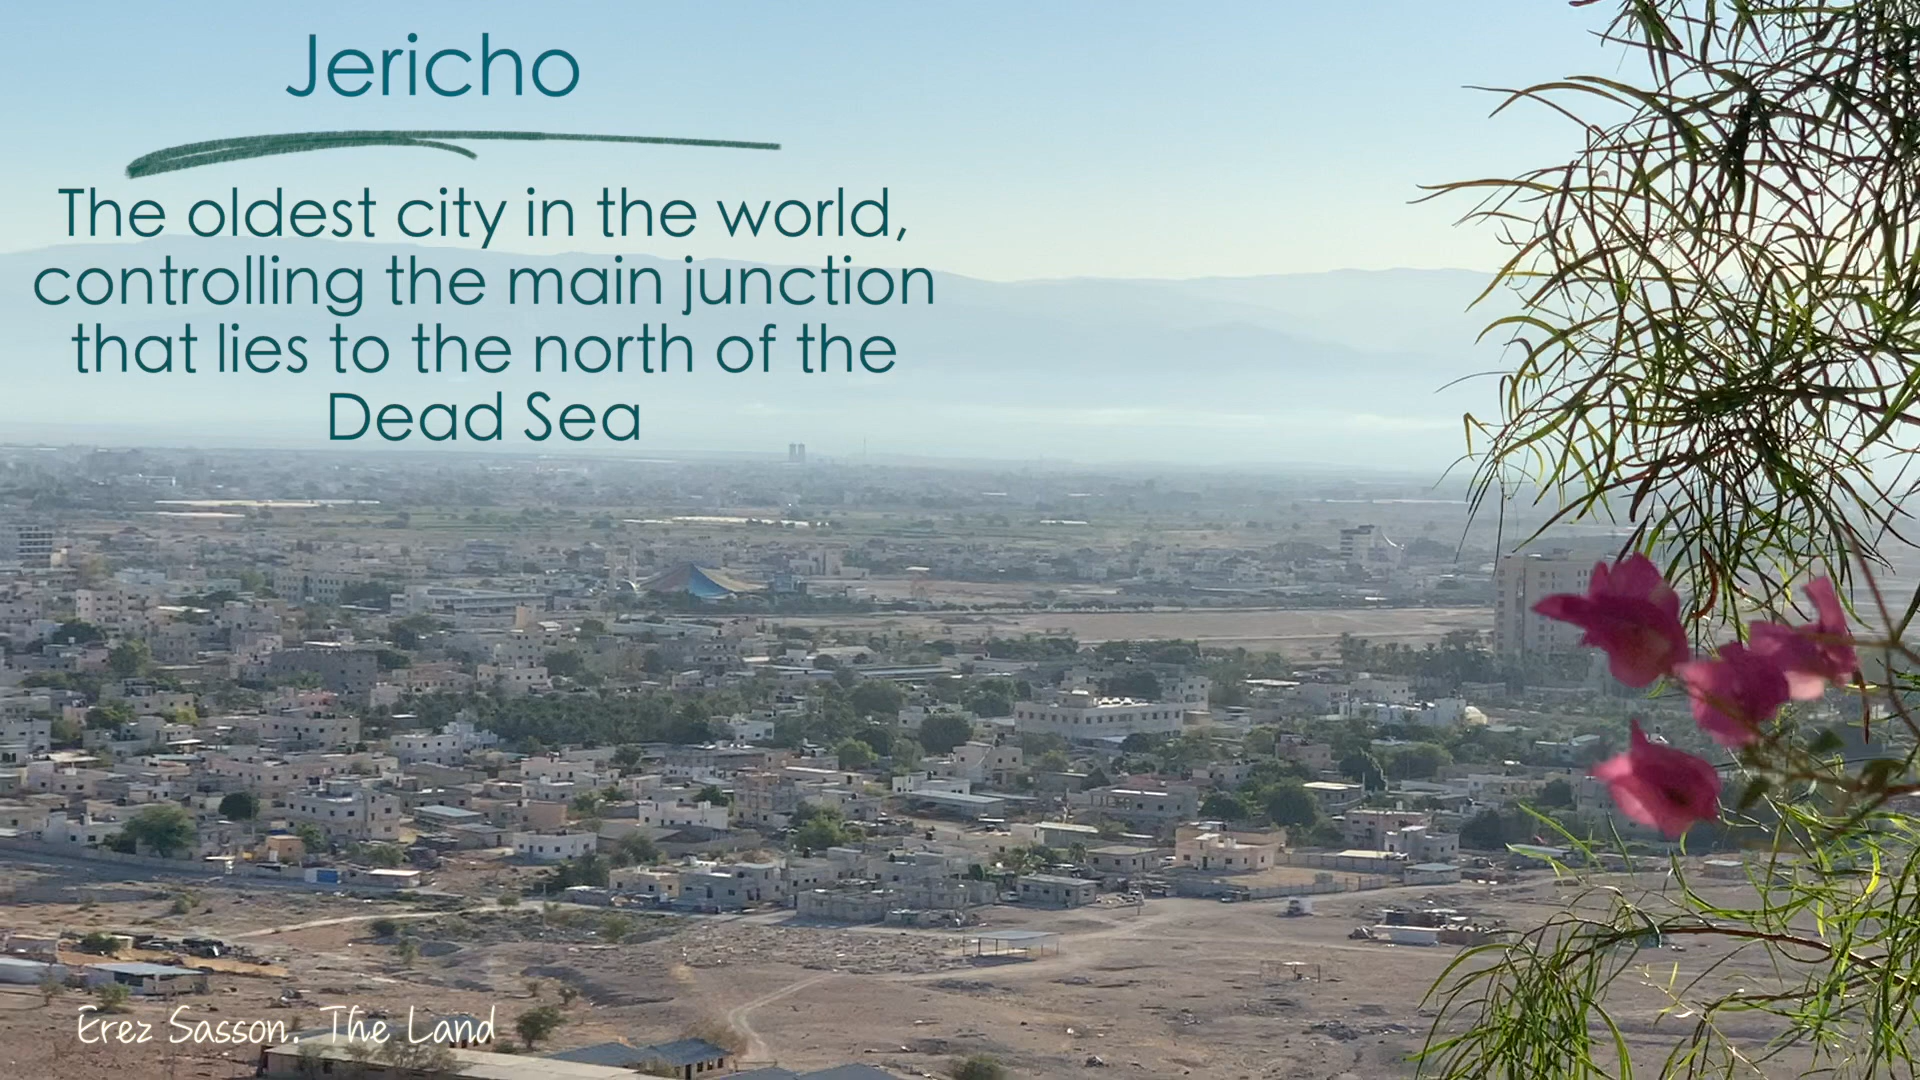 Jericho
The oldest city in the world,
controlling the main junction
that lies to the north of the
Dead Sea
Erez Sasson. The Land